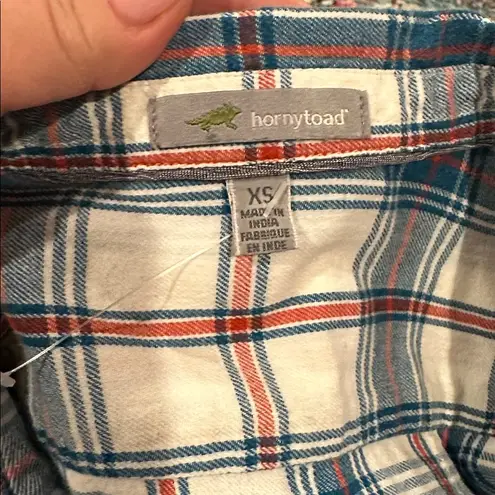 hornytoad
XS
MADE IN
INDIA
FABRIQUE
EN INDE